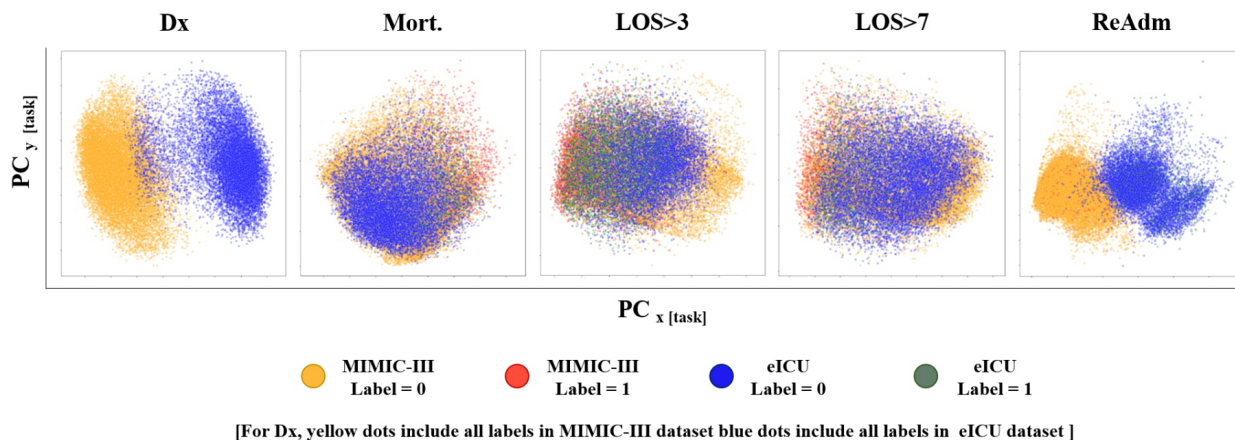 Dx Mort. LOS>3 LOS>7 ReAdm
PC y [task]
PC x [task]
MIMIC-III MIMIC-III eICU eICU
Label = 0 Label = 1 Label = 0 Label = 1
[For Dx, yellow dots include all labels in MIMIC-III dataset blue dots include all labels in eICU dataset ]